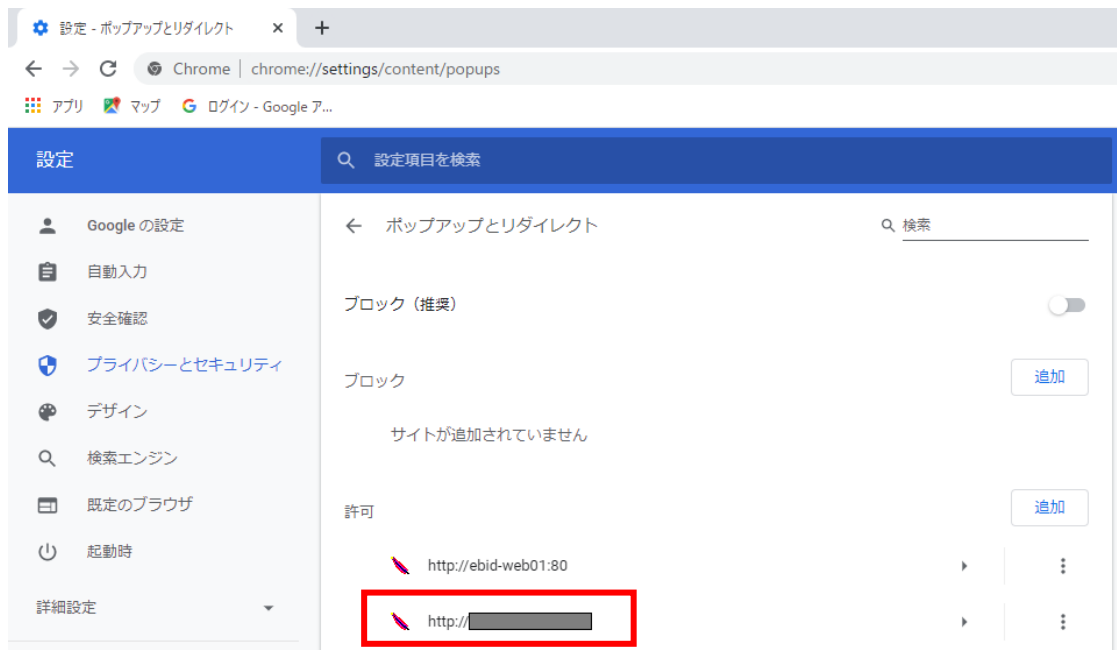 設定 - ポップアップとリダイレクト
Chrome | chrome://settings/content/popups
アプリ マップ ログイン - Google ア...
設定
設定項目を検索
Google の設定
自動入力
安全確認
プライバシーとセキュリティ
デザイン
検索エンジン
既定のブラウザ
起動時
詳細設定
ポップアップとリダイレクト
検索
ブロック（推奨）
ブロック
追加
サイトが追加されていません
許可
追加
http://ebid-web01:80
http://